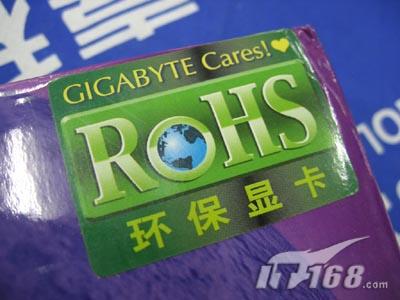 GIGABYTE Cares!
RoHS
环保显卡
IT168.com